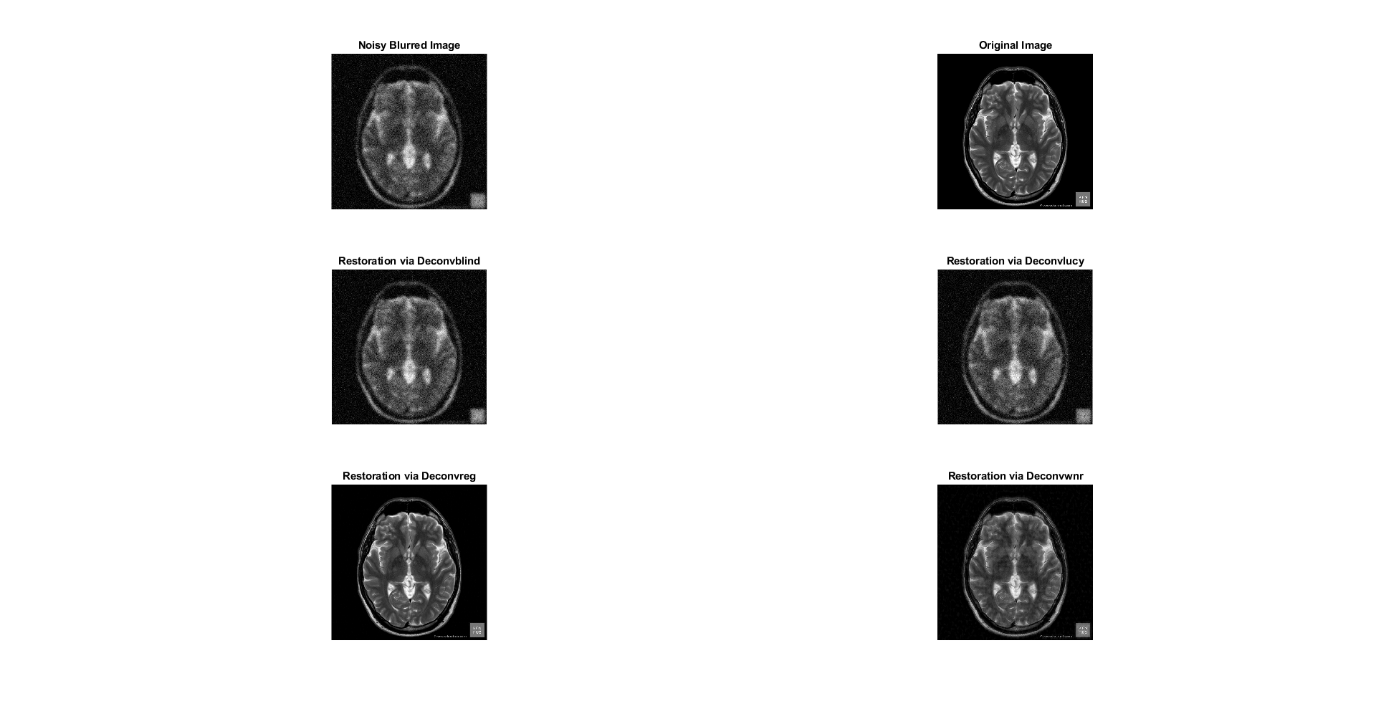 Noisy Blurred Image
Original Image
Restoration via Deconvblind
Restoration via Deconvlucy
Restoration via Deconvreg
Restoration via Deconvwnr